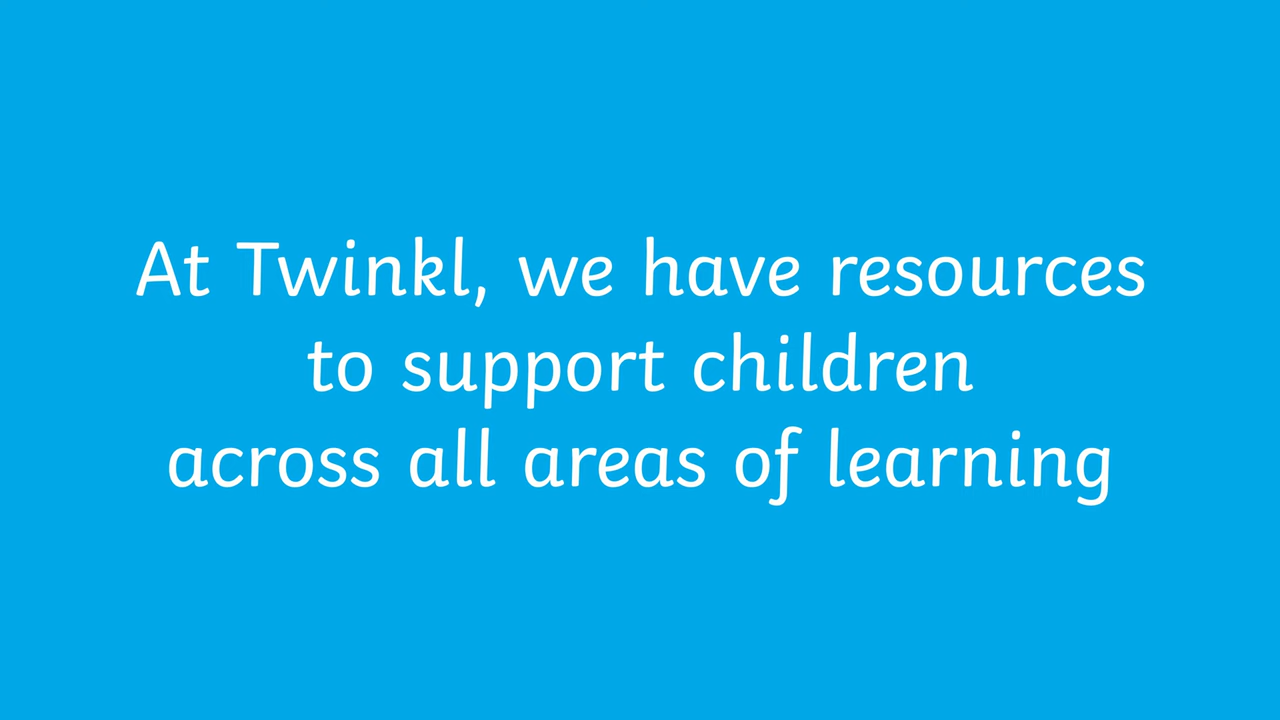 At Twinkl, we have resources
to support children
across all areas of learning